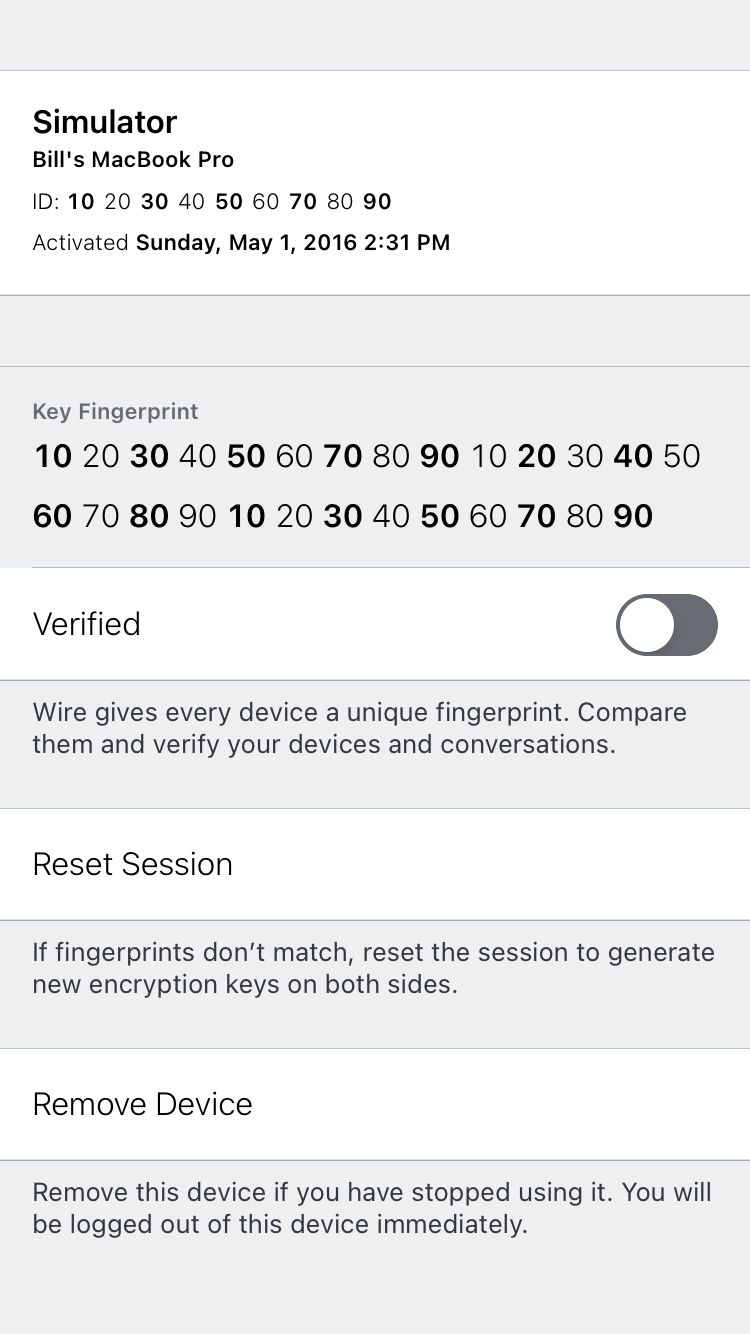 Simulator
Bill's MacBook Pro
ID: 10 20 30 40 50 60 70 80 90
Activated Sunday, May 1, 2016 2:31 PM
Key Fingerprint
10 20 30 40 50 60 70 80 90 10 20 30 40 50
60 70 80 90 10 20 30 40 50 60 70 80 90
Verified
Wire gives every device a unique fingerprint. Compare
them and verify your devices and conversations.
Reset Session
If fingerprints don’t match, reset the session to generate
new encryption keys on both sides.
Remove Device
Remove this device if you have stopped using it. You will
be logged out of this device immediately.